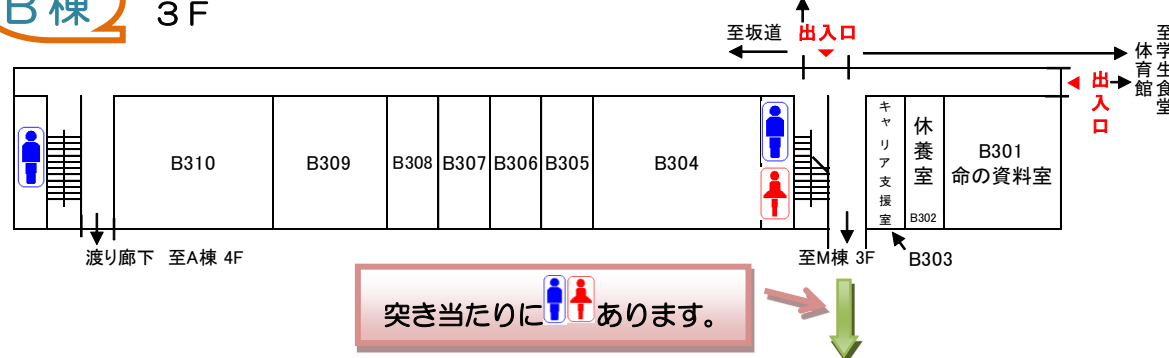 B棟
3F
至坂道
出入口
至学生食堂
体育館
出入口
B310
B309
B308
B307
B306
B305
B304
キャリア支援室
休養室
B302
B301
命の資料室
渡り廊下 至A棟 4F
至M棟 3F
B303
突き当たりに あります。